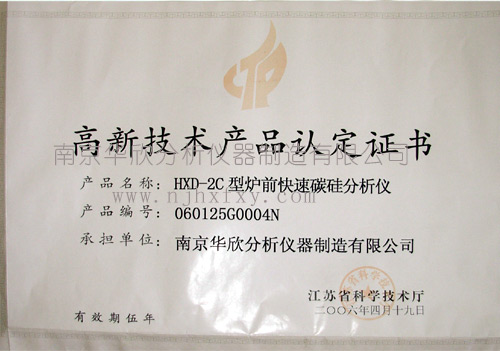 高新技术产品认定证书
南京华欣分析仪器制造有限公司
产品名称：HXD-2C 型炉前快速碳硅分析仪
www.njhxfxy.com
产品编号：060125G0004N
承担单位：南京华欣分析仪器制造有限公司
江苏省科学技术厅
二〇〇六年四月十九日
有效期伍年